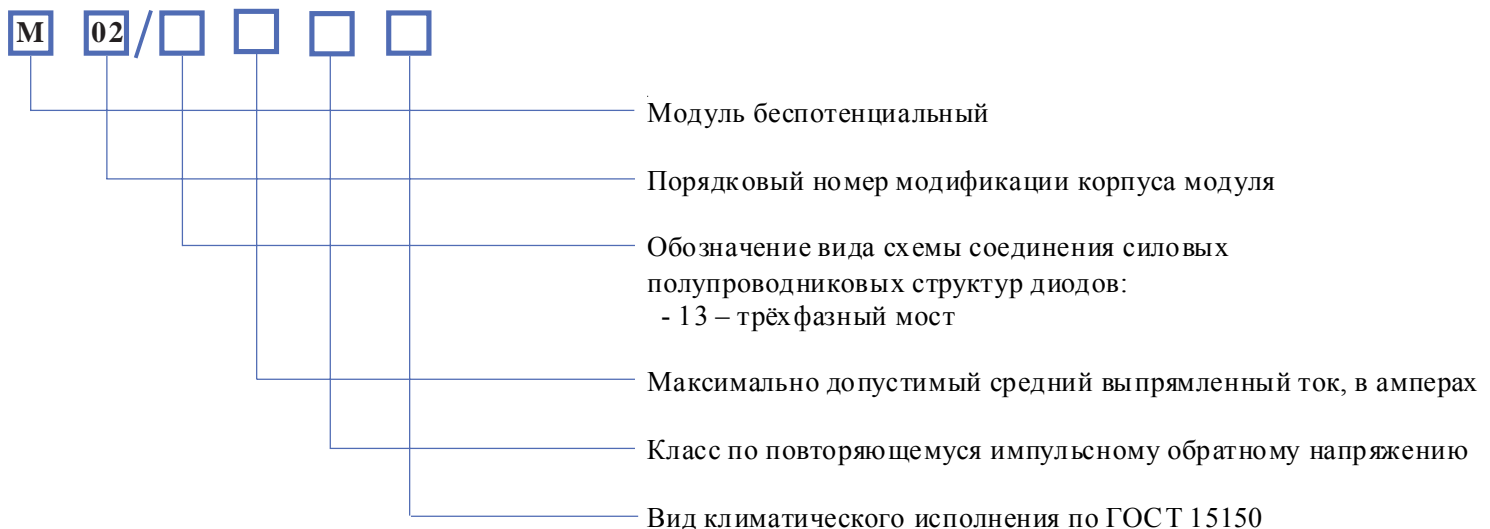 М 02/
Модуль беспотенциальный
Порядковый номер модификации корпуса модуля
Обозначение вида схемы соединения силовых
полупроводниковых структур диодов:
- 13 – трёхфазный мост
Максимально допустимый средний выпрямленный ток, в амперах
Класс по повторяющемуся импульсному обратному напряжению
Вид климатического исполнения по ГОСТ 15150